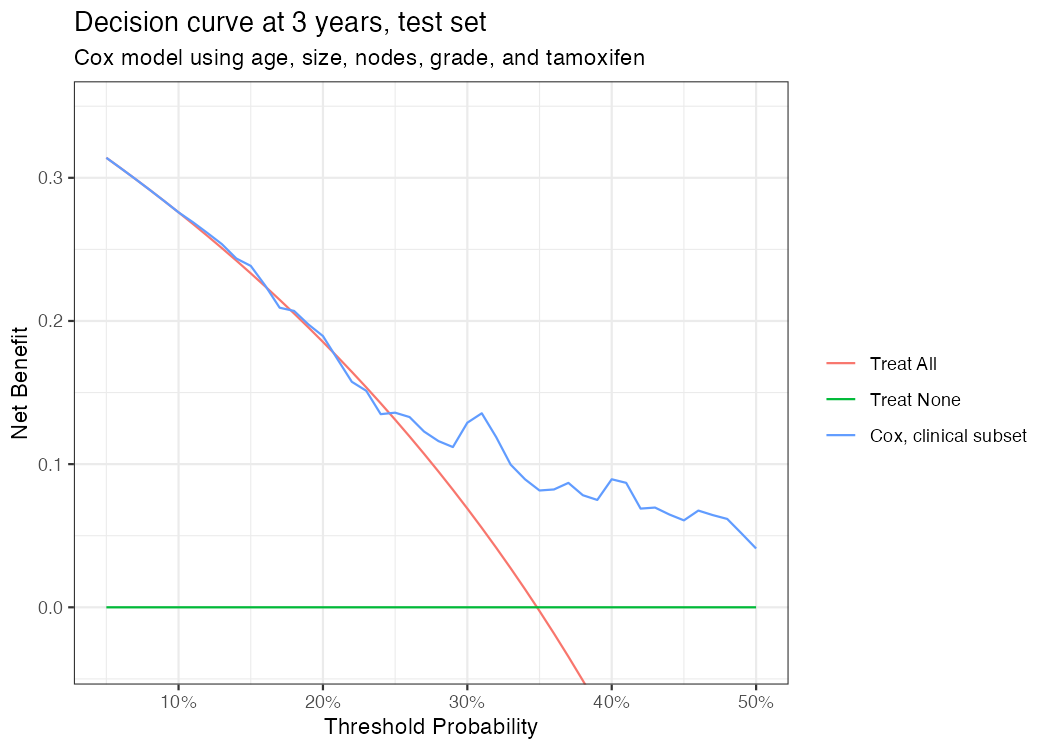 Decision curve at 3 years, test set
Cox model using age, size, nodes, grade, and tamoxifen
Net Benefit
0.3
0.2
0.1
0.0
10%
20%
30%
40%
50%
Threshold Probability
Treat All
Treat None
Cox, clinical subset